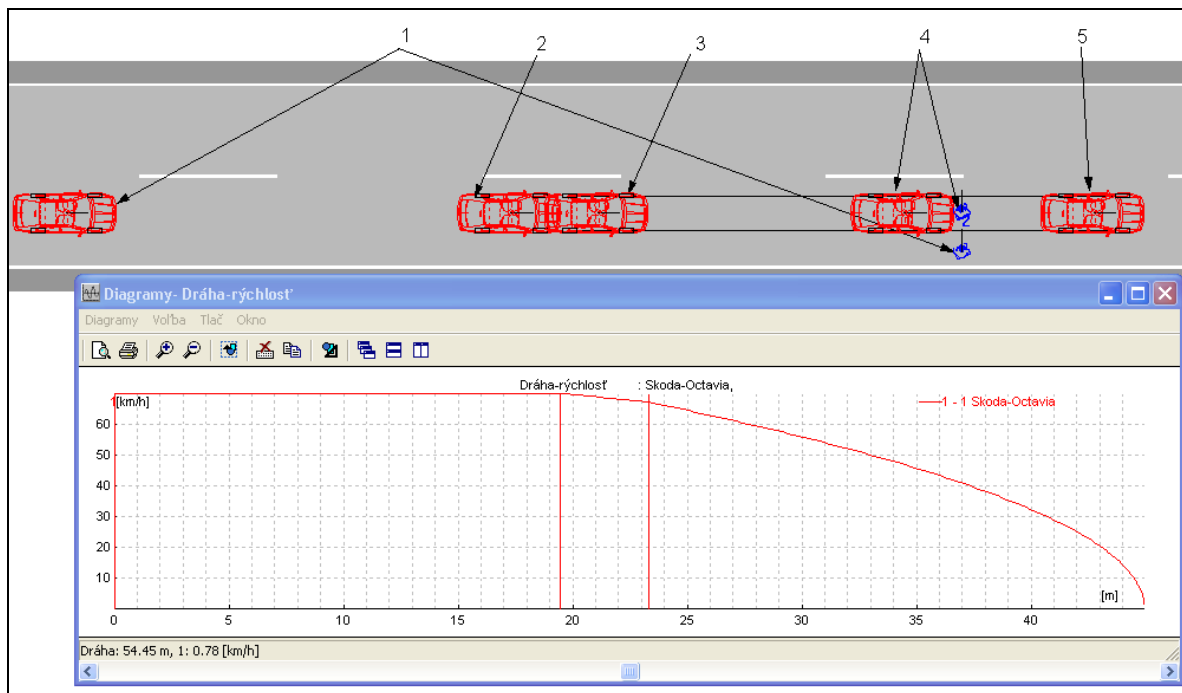 1 2 3 4 5
Diagramy- Dráha-rýchlosť
Diagramy Voľba Tlač Okno
Dráha-rýchlosť : Skoda-Octavia,
1[km/h]
1 - 1 Skoda-Octavia
60
50
40
30
20
10
[m]
0 5 10 15 20 25 30 35 40
Dráha: 54.45 m, 1: 0.78 [km/h]